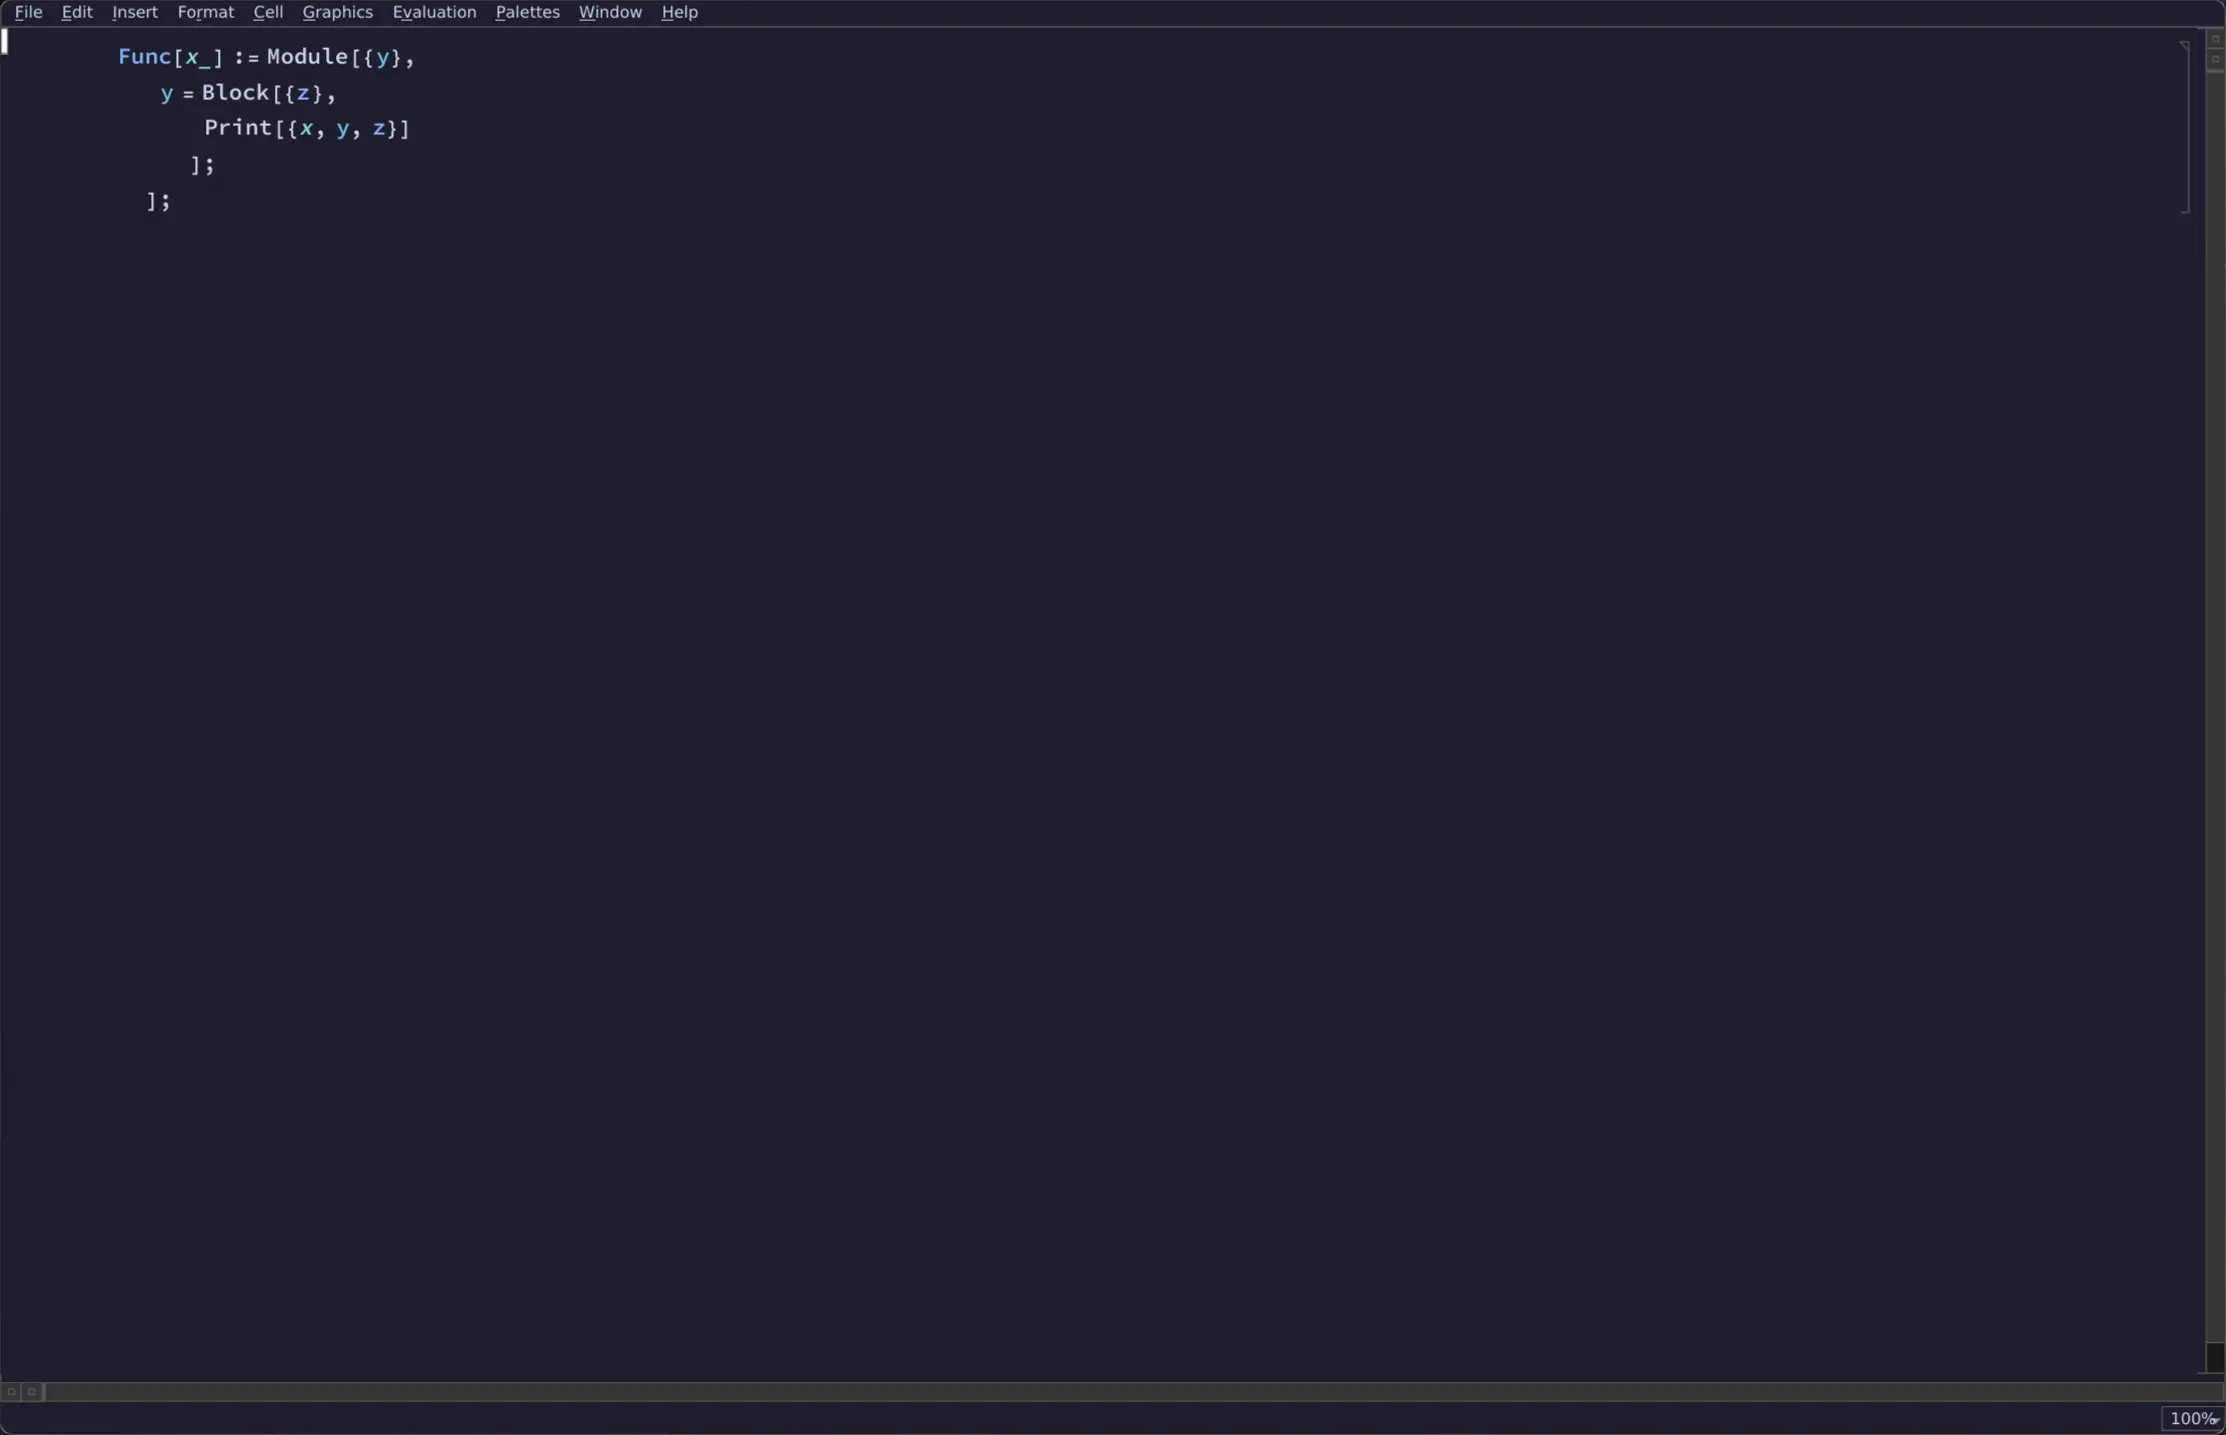 File Edit Insert Format Cell Graphics Evaluation Palettes Window Help
Func[x_] := Module[{y},
y = Block[{z},
Print[{x, y, z}]
];
];
100%